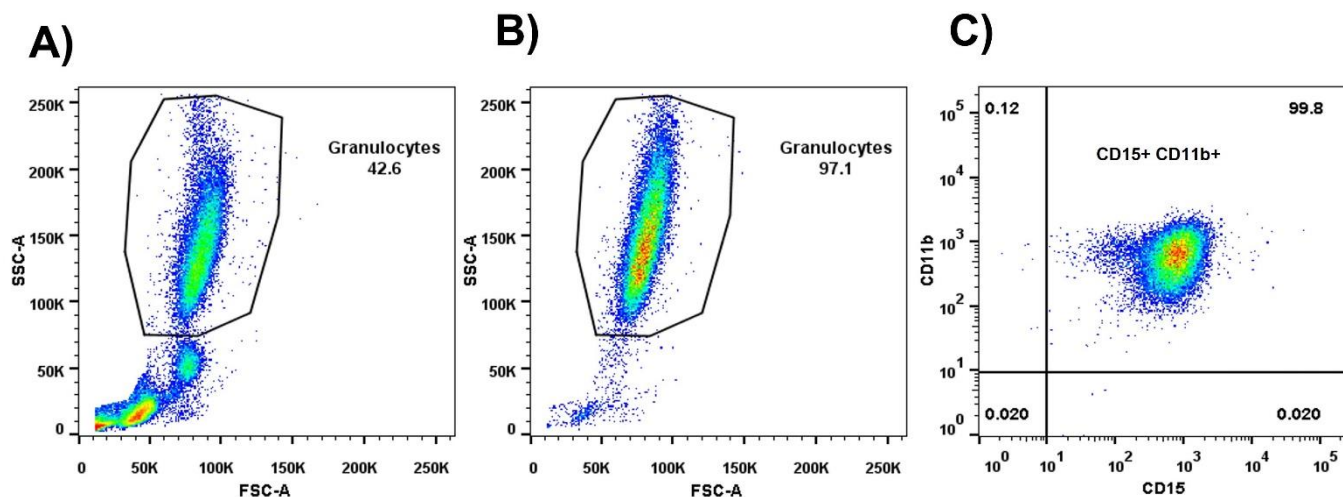 A)
B)
C)
250K
200K
150K
100K
50K
0
SSC-A
Granulocytes
42.6
0 50K 100K 150K 200K 250K
FSC-A
250K
200K
150K
100K
50K
0
SSC-A
Granulocytes
97.1
0 50K 100K 150K 200K 250K
FSC-A
10^5
10^4
10^3
10^2
10^1
10^0
CD11b
0.12
99.8
CD15+ CD11b+
0.020
0.020
10^0 10^1 10^2 10^3 10^4 10^5
CD15